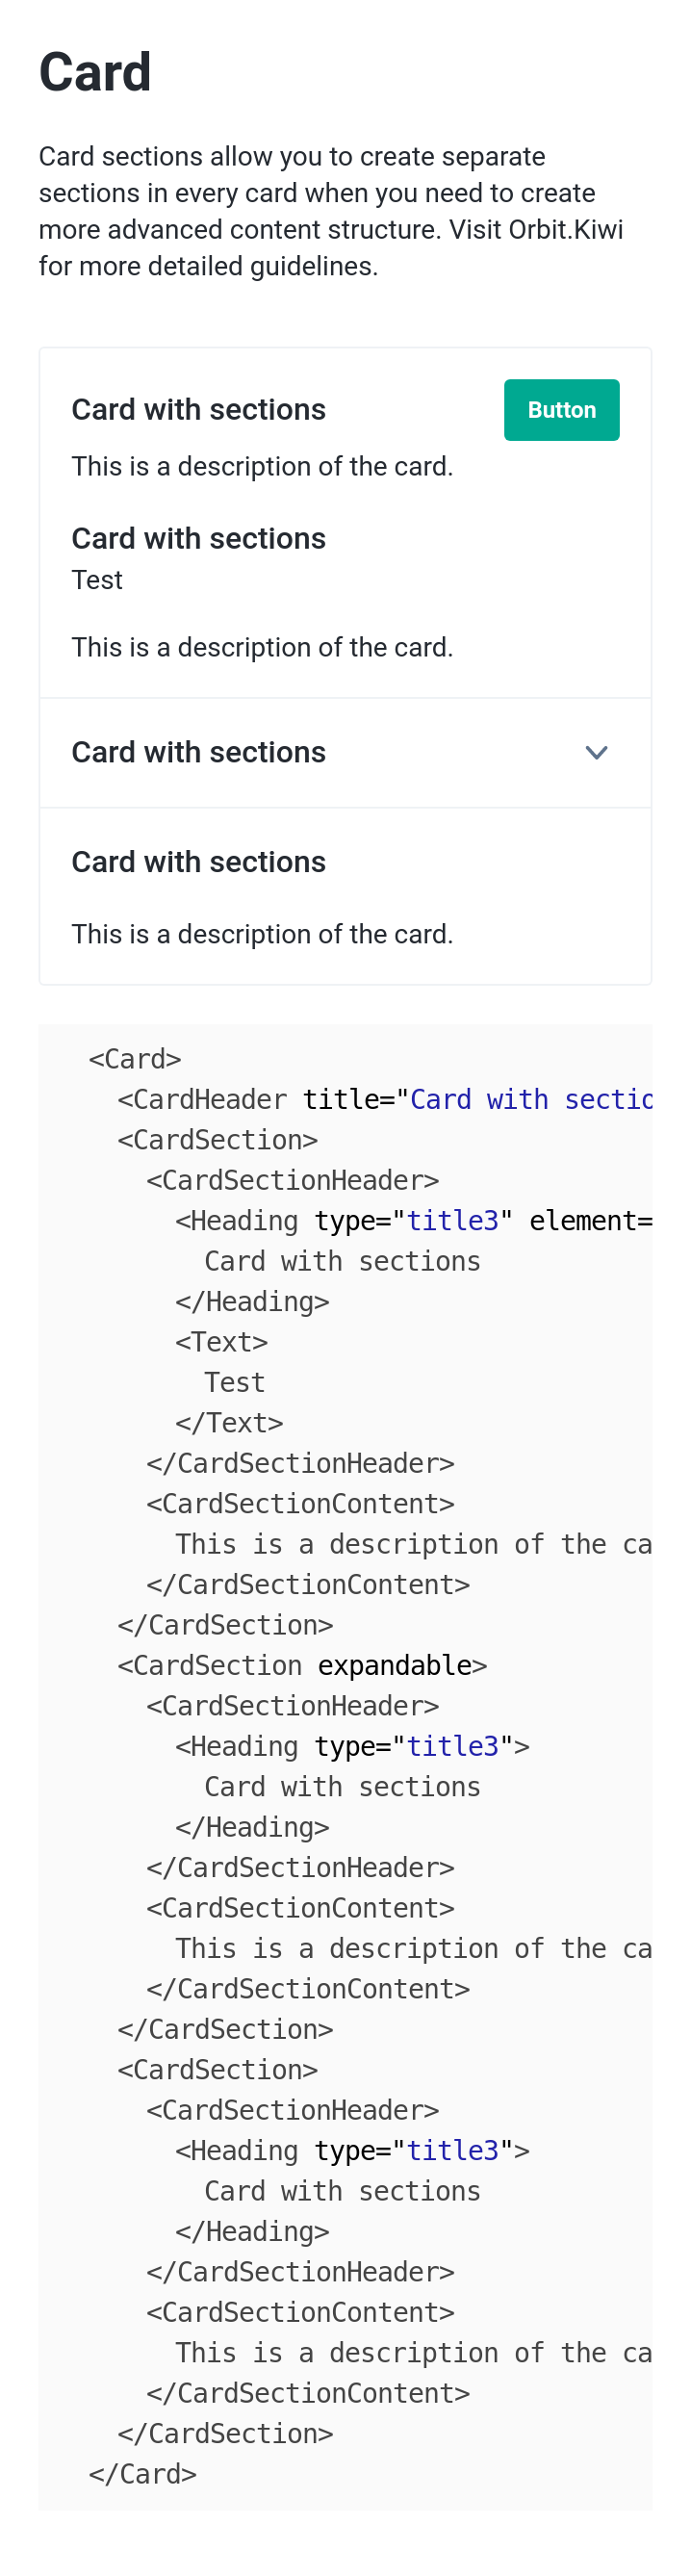 Card
Card sections allow you to create separate
sections in every card when you need to create
more advanced content structure. Visit Orbit.Kiwi
for more detailed guidelines.
Card with sections
Button
This is a description of the card.
Card with sections
Test
This is a description of the card.
Card with sections
Card with sections
This is a description of the card.
<Card>
<CardHeader title="Card with sectio
<CardSection>
<CardSectionHeader>
<Heading type="title3" element=
Card with sections
</Heading>
<Text>
Test
</Text>
</CardSectionHeader>
<CardSectionContent>
This is a description of the ca
</CardSectionContent>
</CardSection>
<CardSection expandable>
<CardSectionHeader>
<Heading type="title3">
Card with sections
</Heading>
</CardSectionHeader>
<CardSectionContent>
This is a description of the ca
</CardSectionContent>
</CardSection>
<CardSection>
<CardSectionHeader>
<Heading type="title3">
Card with sections
</Heading>
</CardSectionHeader>
<CardSectionContent>
This is a description of the ca
</CardSectionContent>
</CardSection>
</Card>